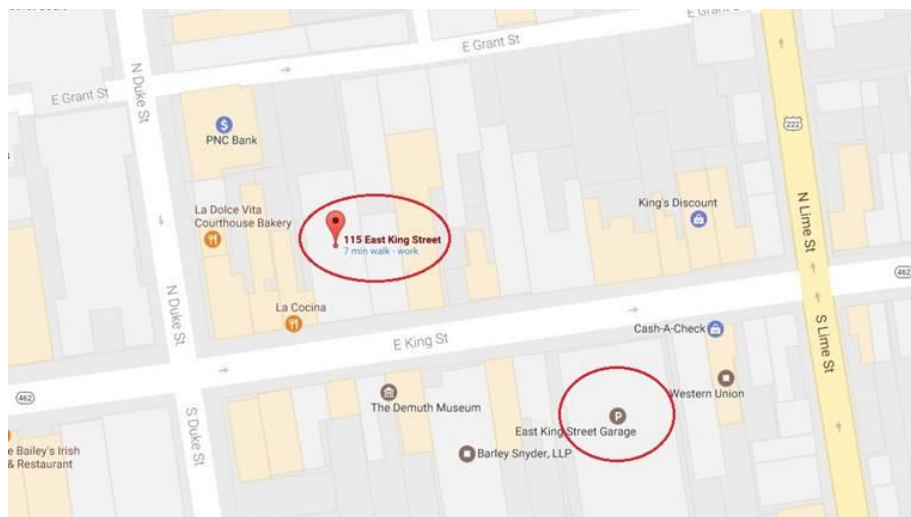 E Grant St
E Grant St
N Duke St
PNC Bank
222
La Dolce Vita
Courthouse Bakery
115 East King Street
7 min walk - work
King's Discount
N Lime St
462
N Duke St
La Cocina
E King St
Cash-A-Check
S Lime St
462
The Demuth Museum
Western Union
S Duke St
P
East King Street Garage
Bailey's Irish
& Restaurant
Barley Snyder, LLP